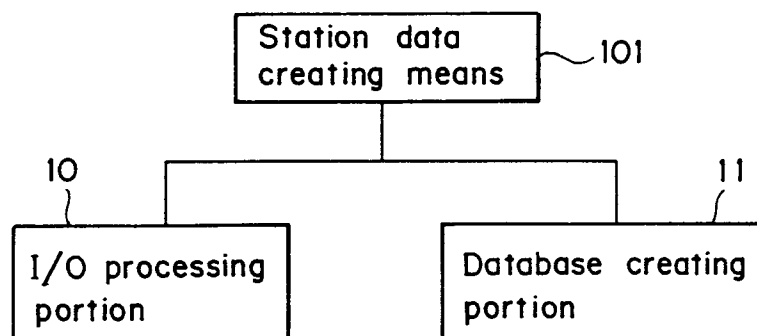 Station data
creating means
101
10
11
I/O processing
portion
Database creating
portion